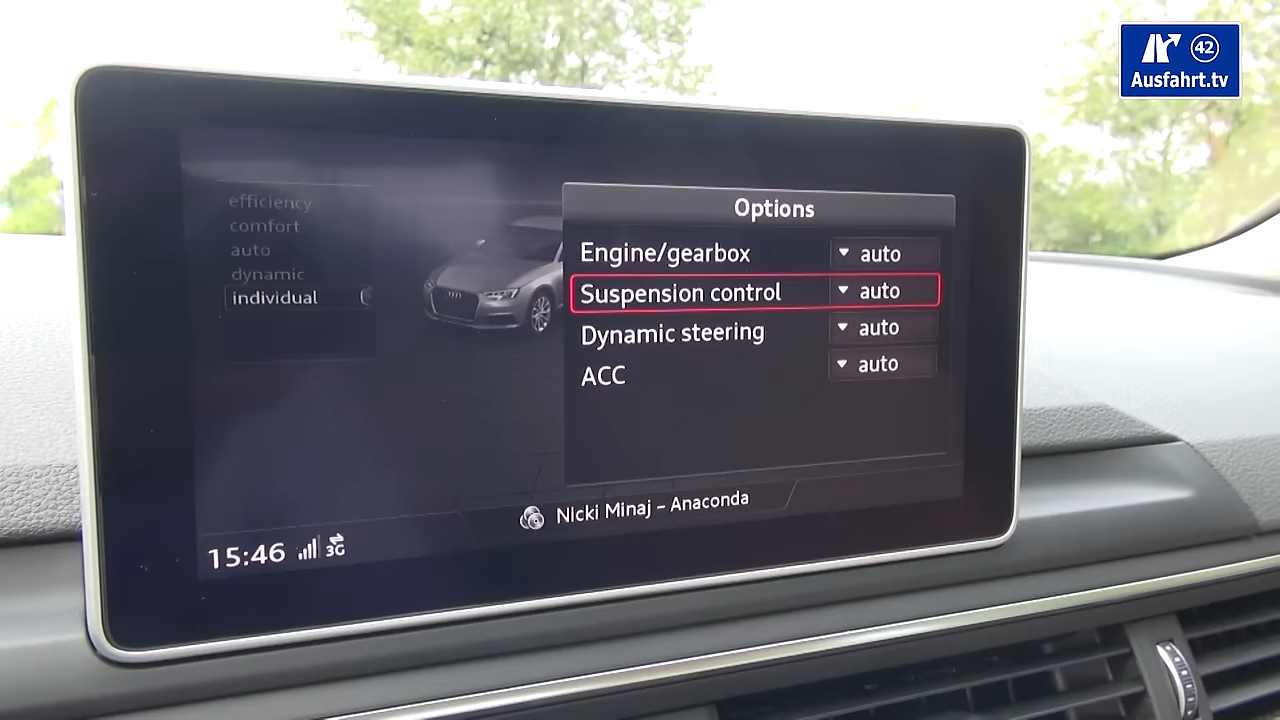 42
Ausfahrt.tv
efficiency
comfort
auto
dynamic
individual
Options
Engine/gearbox auto
Suspension control auto
Dynamic steering auto
ACC auto
Nicki Minaj – Anaconda
15:46 3G